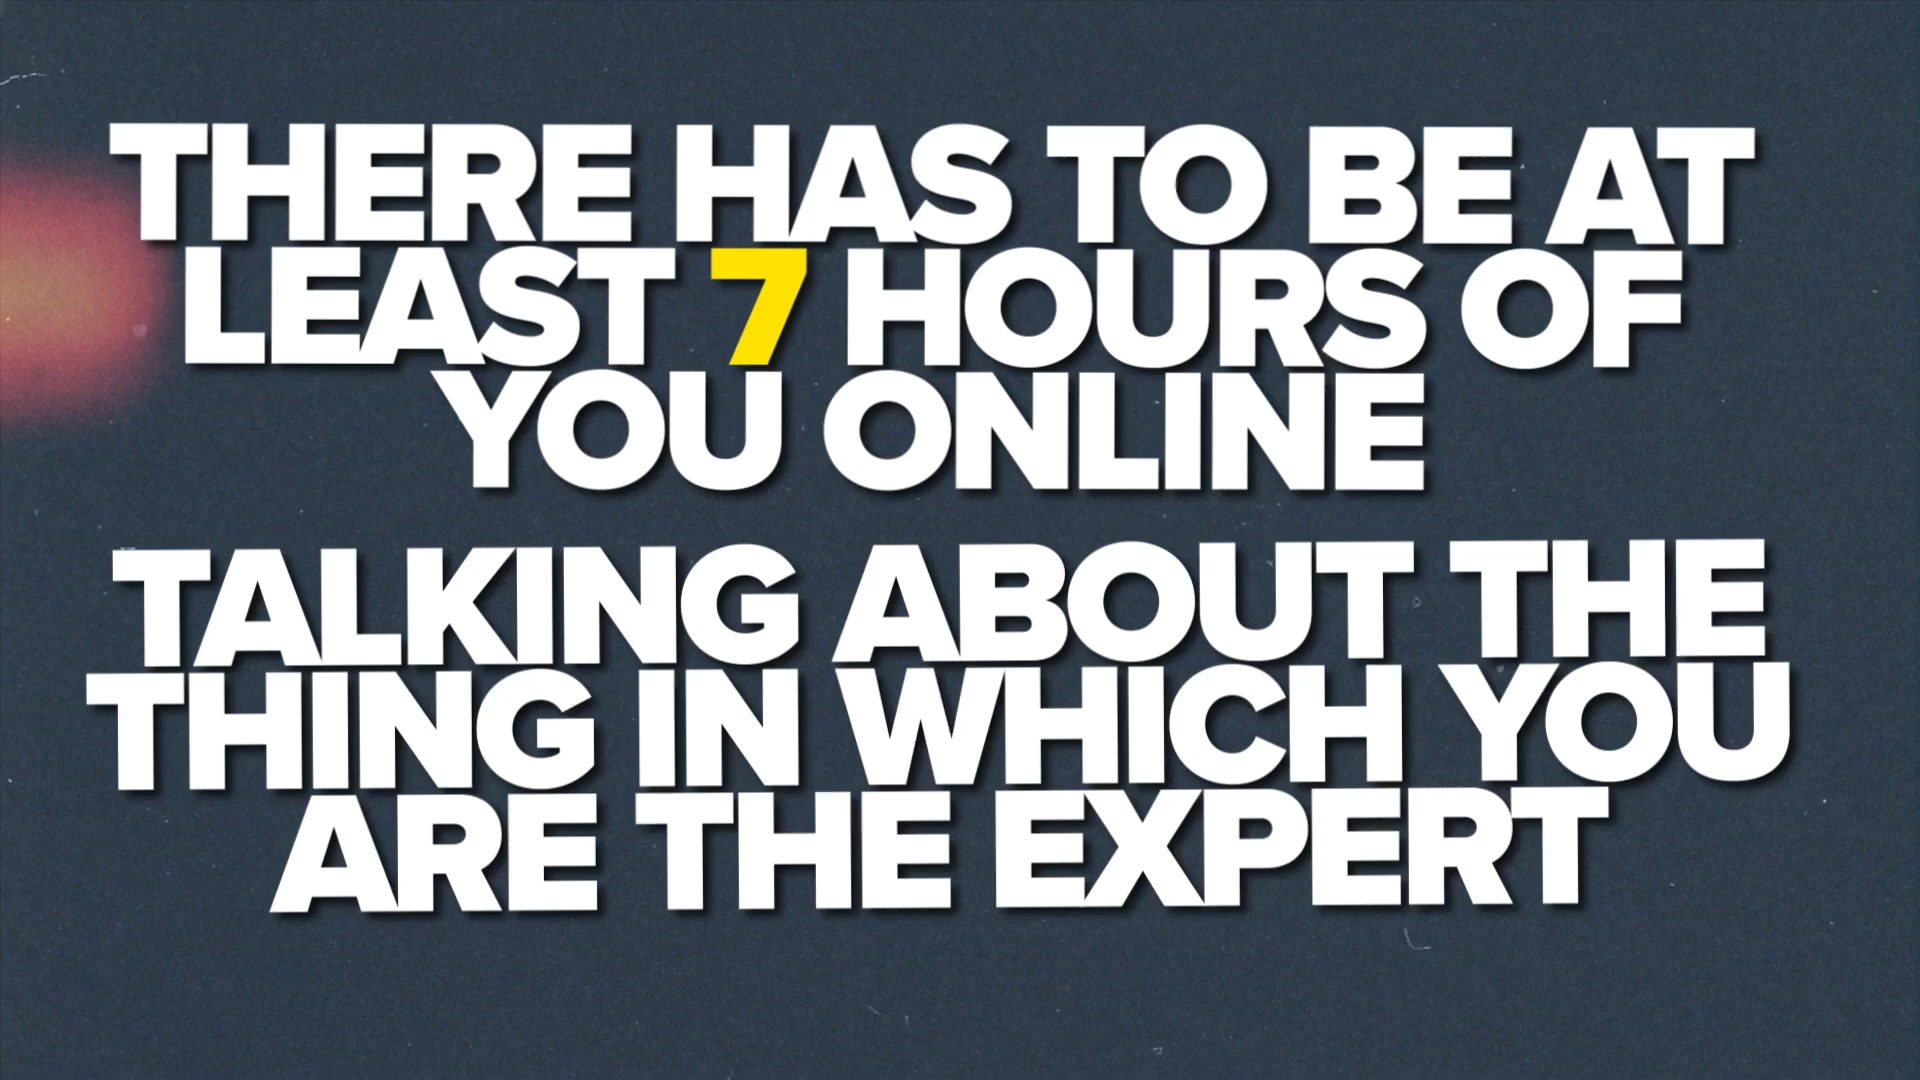 THERE HAS TO BE AT
LEAST 7 HOURS OF
YOU ONLINE
TALKING ABOUT THE
THING IN WHICH YOU
ARE THE EXPERT